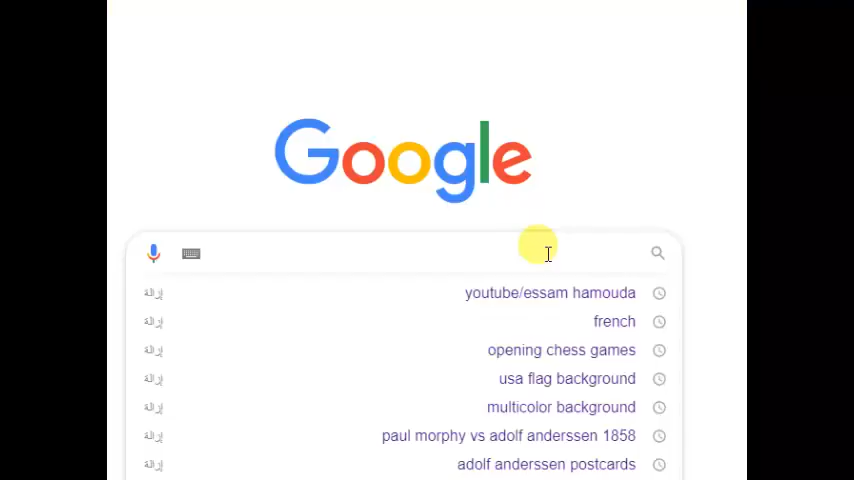 Google
youtube/essam hamouda
إزالة
french
إزالة
opening chess games
إزالة
usa flag background
إزالة
multicolor background
إزالة
paul morphy vs adolf anderssen 1858
إزالة
adolf anderssen postcards
إزالة